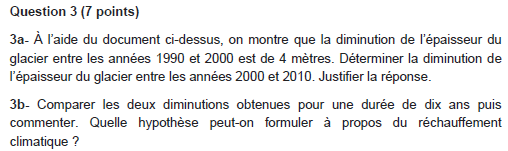 Question 3 (7 points)
3a- À l’aide du document ci-dessus, on montre que la diminution de l’épaisseur du
glacier entre les années 1990 et 2000 est de 4 mètres. Déterminer la diminution de
l’épaisseur du glacier entre les années 2000 et 2010. Justifier la réponse.
3b- Comparer les deux diminutions obtenues pour une durée de dix ans puis
commenter. Quelle hypothèse peut-on formuler à propos du réchauffement
climatique ?